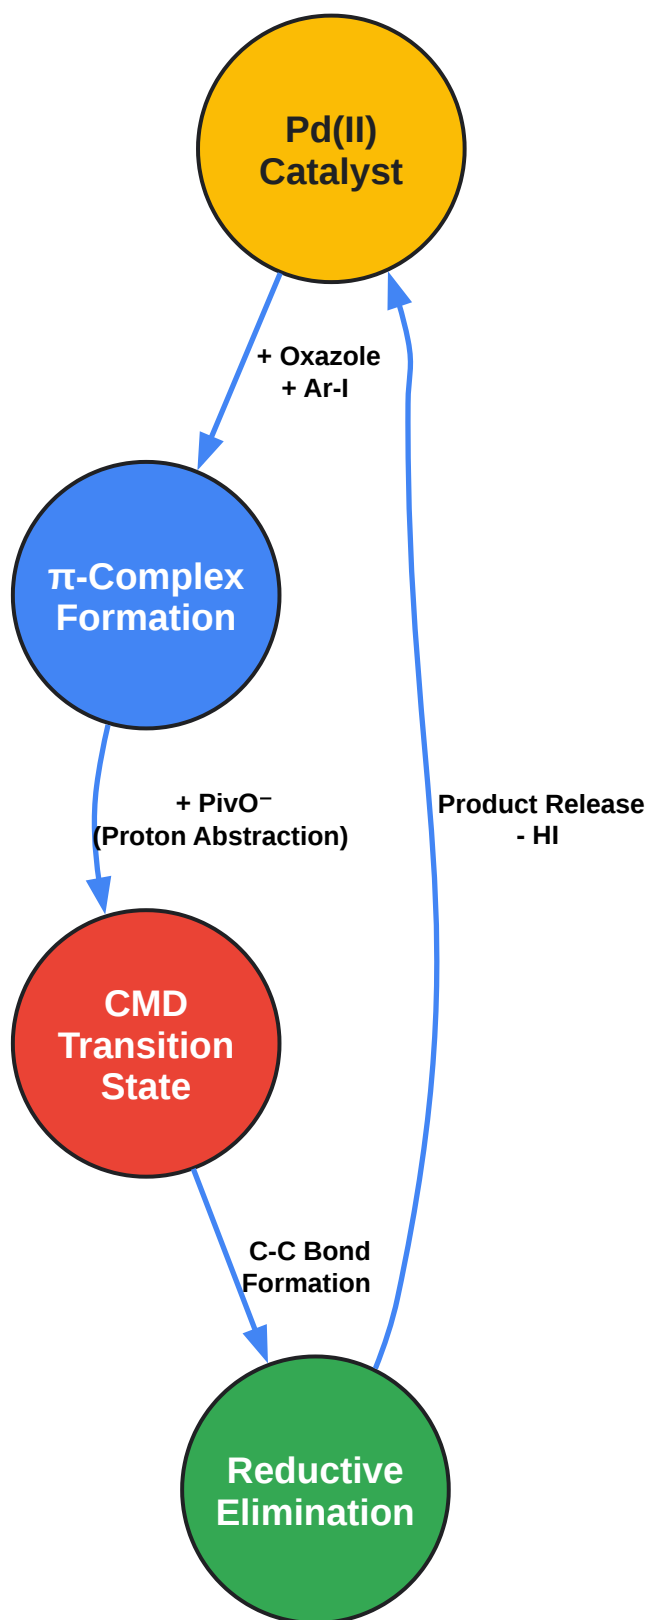 Pd(II)
Catalyst
+ Oxazole
+ Ar-I
π-Complex
Formation
+ PivO⁻
(Proton Abstraction)
Product Release
- HI
CMD
Transition
State
C-C Bond
Formation
Reductive
Elimination